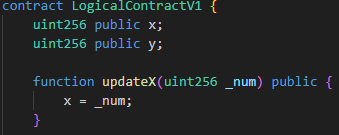 contract LogicalContractV1 {
    uint256 public x;
    uint256 public y;

    function updateX(uint256 _num) public {
        x = _num;
    }